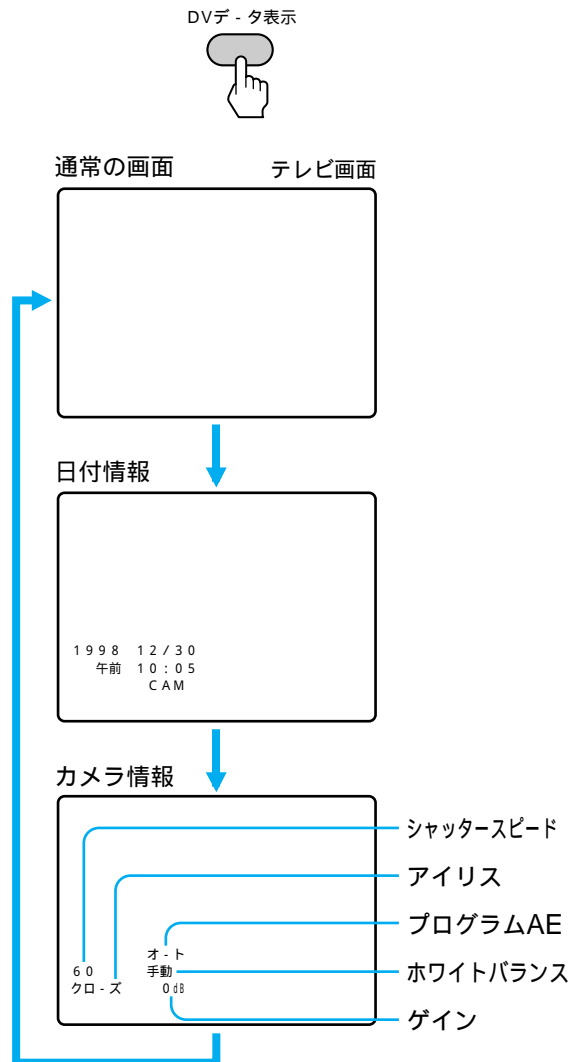 DVデ-タ表示
通常の画面 テレビ画面
日付情報
1998 12/30
午前 10:05
CAM
カメラ情報
シャッタースピード
アイリス
プログラムAE
ホワイトバランス
ゲイン
オ-ト
60 手動
クロ-ズ 0dB